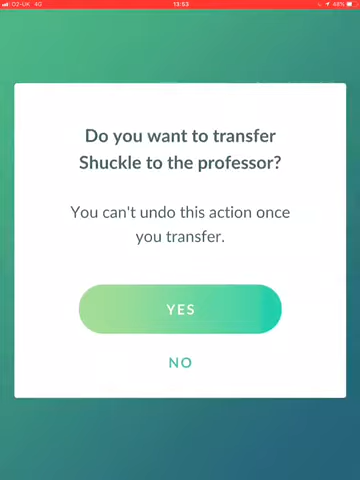 O2-UK 4G 13:53 48%
Do you want to transfer
Shuckle to the professor?
You can't undo this action once
you transfer.
YES
NO